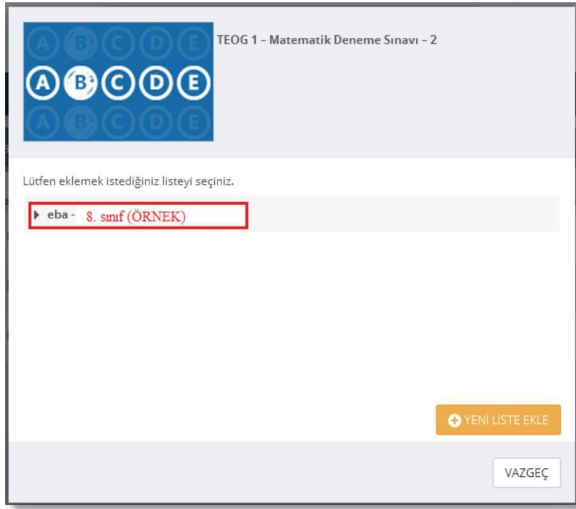 A B C D E
TEOG 1 - Matematik Deneme Sınavı - 2
A B C D E
A B C D E
Lütfen eklemek istediğiniz listeyi seçiniz.
eba - 8. sınıf (ÖRNEK)
YENİ LİSTE EKLE
VAZGEÇ